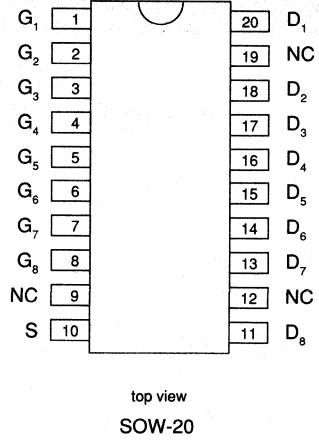 G1 1 20 D1
G2 2 19 NC
G3 3 18 D2
G4 4 17 D3
G5 5 16 D4
G6 6 15 D5
G7 7 14 D6
G8 8 13 D7
NC 9 12 NC
S 10 11 D8
top view
SOW-20